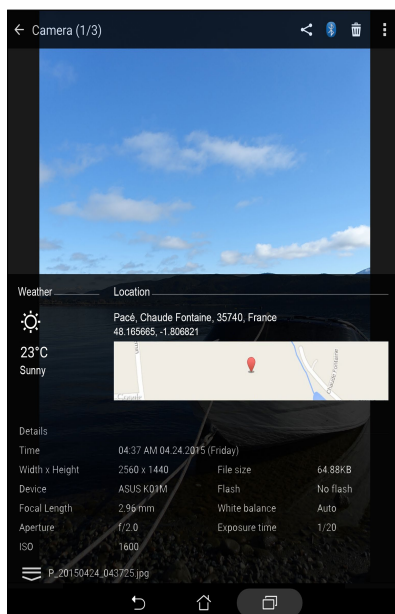 Camera (1/3)
Weather
Location
23°C
Sunny
Pacé, Chaude Fontaine, 35740, France
48.165665, -1.806821
Chaude Fontaine
Details
Time 04:37 AM 04.24.2015 (Friday)
Width x Height 2560 x 1440 File size 64.88KB
Device ASUS K01M Flash No flash
Focal Length 2.96 mm White balance Auto
Aperture f/2.0 Exposure time 1/20
ISO 1600
P_20150424_043725.jpg